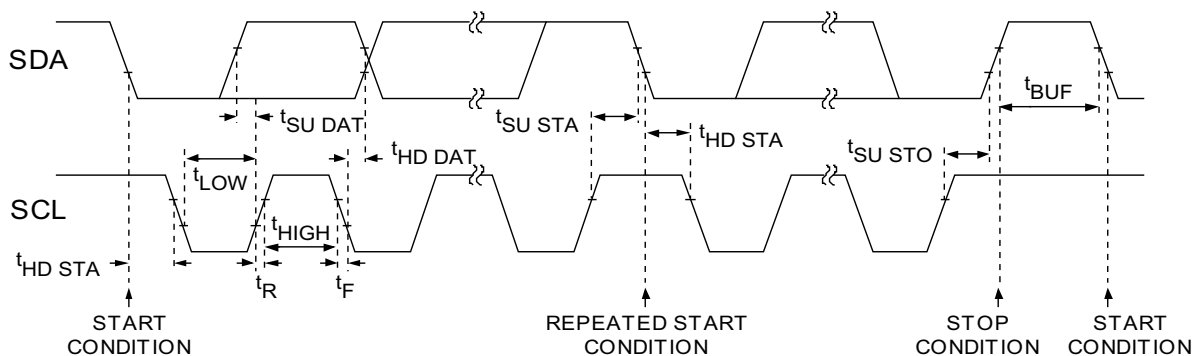 SDA
tSU DAT
tHD DAT
tSU STA
tHD STA
tSU STO
tBUF
tLOW
SCL
tHIGH
tHD STA
tR
tF
START
CONDITION
REPEATED START
CONDITION
STOP
CONDITION
START
CONDITION